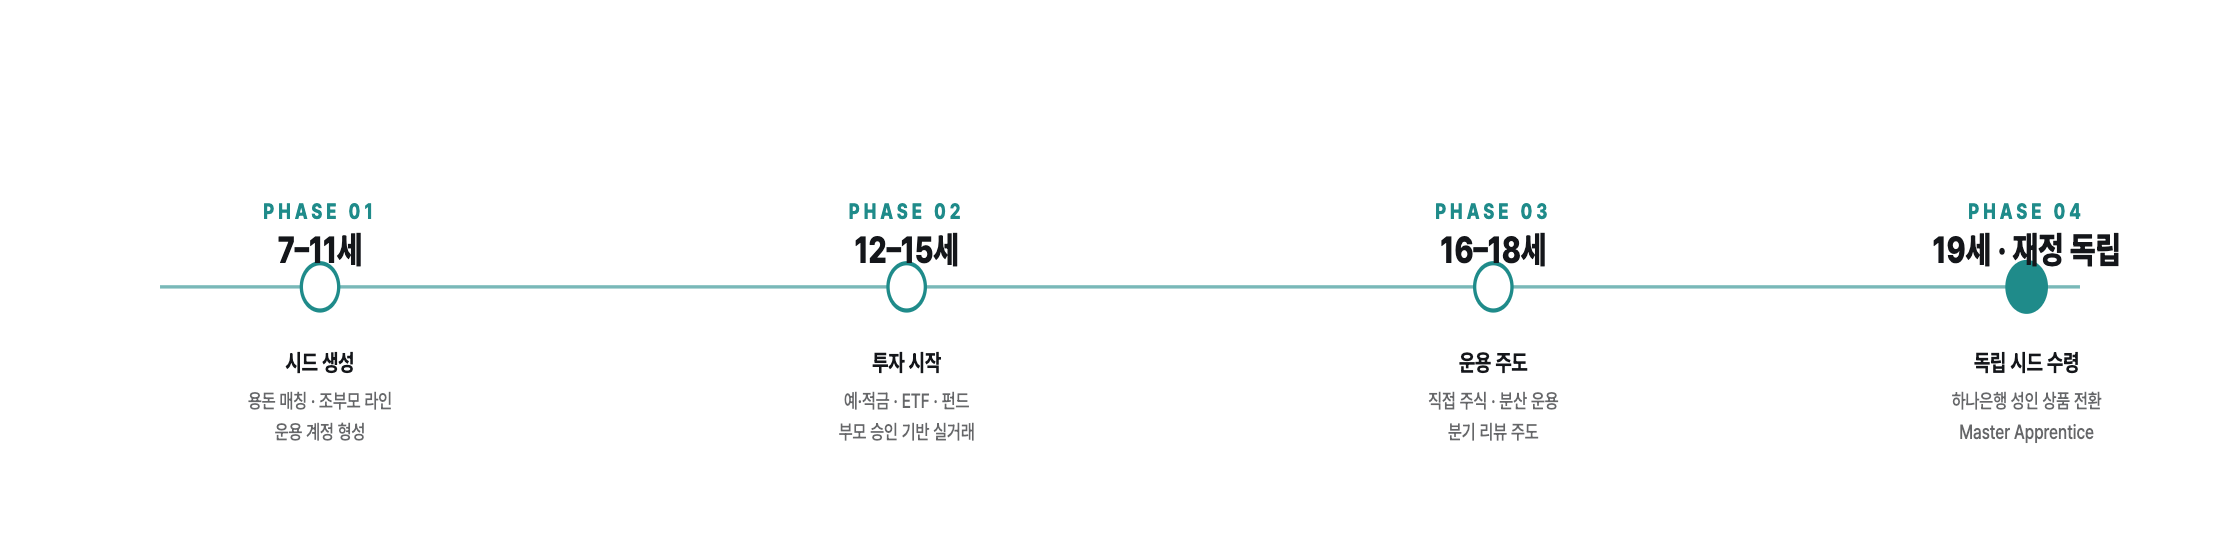 PHASE 01
7–11세
시드 생성
용돈 매칭 · 조부모 라인
운용 계정 형성
PHASE 02
12–15세
투자 시작
예·적금 · ETF · 펀드
부모 승인 기반 실거래
PHASE 03
16–18세
운용 주도
직접 주식 · 분산 운용
분기 리뷰 주도
PHASE 04
19세 · 재정 독립
독립 시드 수령
하나은행 성인 상품 전환
Master Apprentice